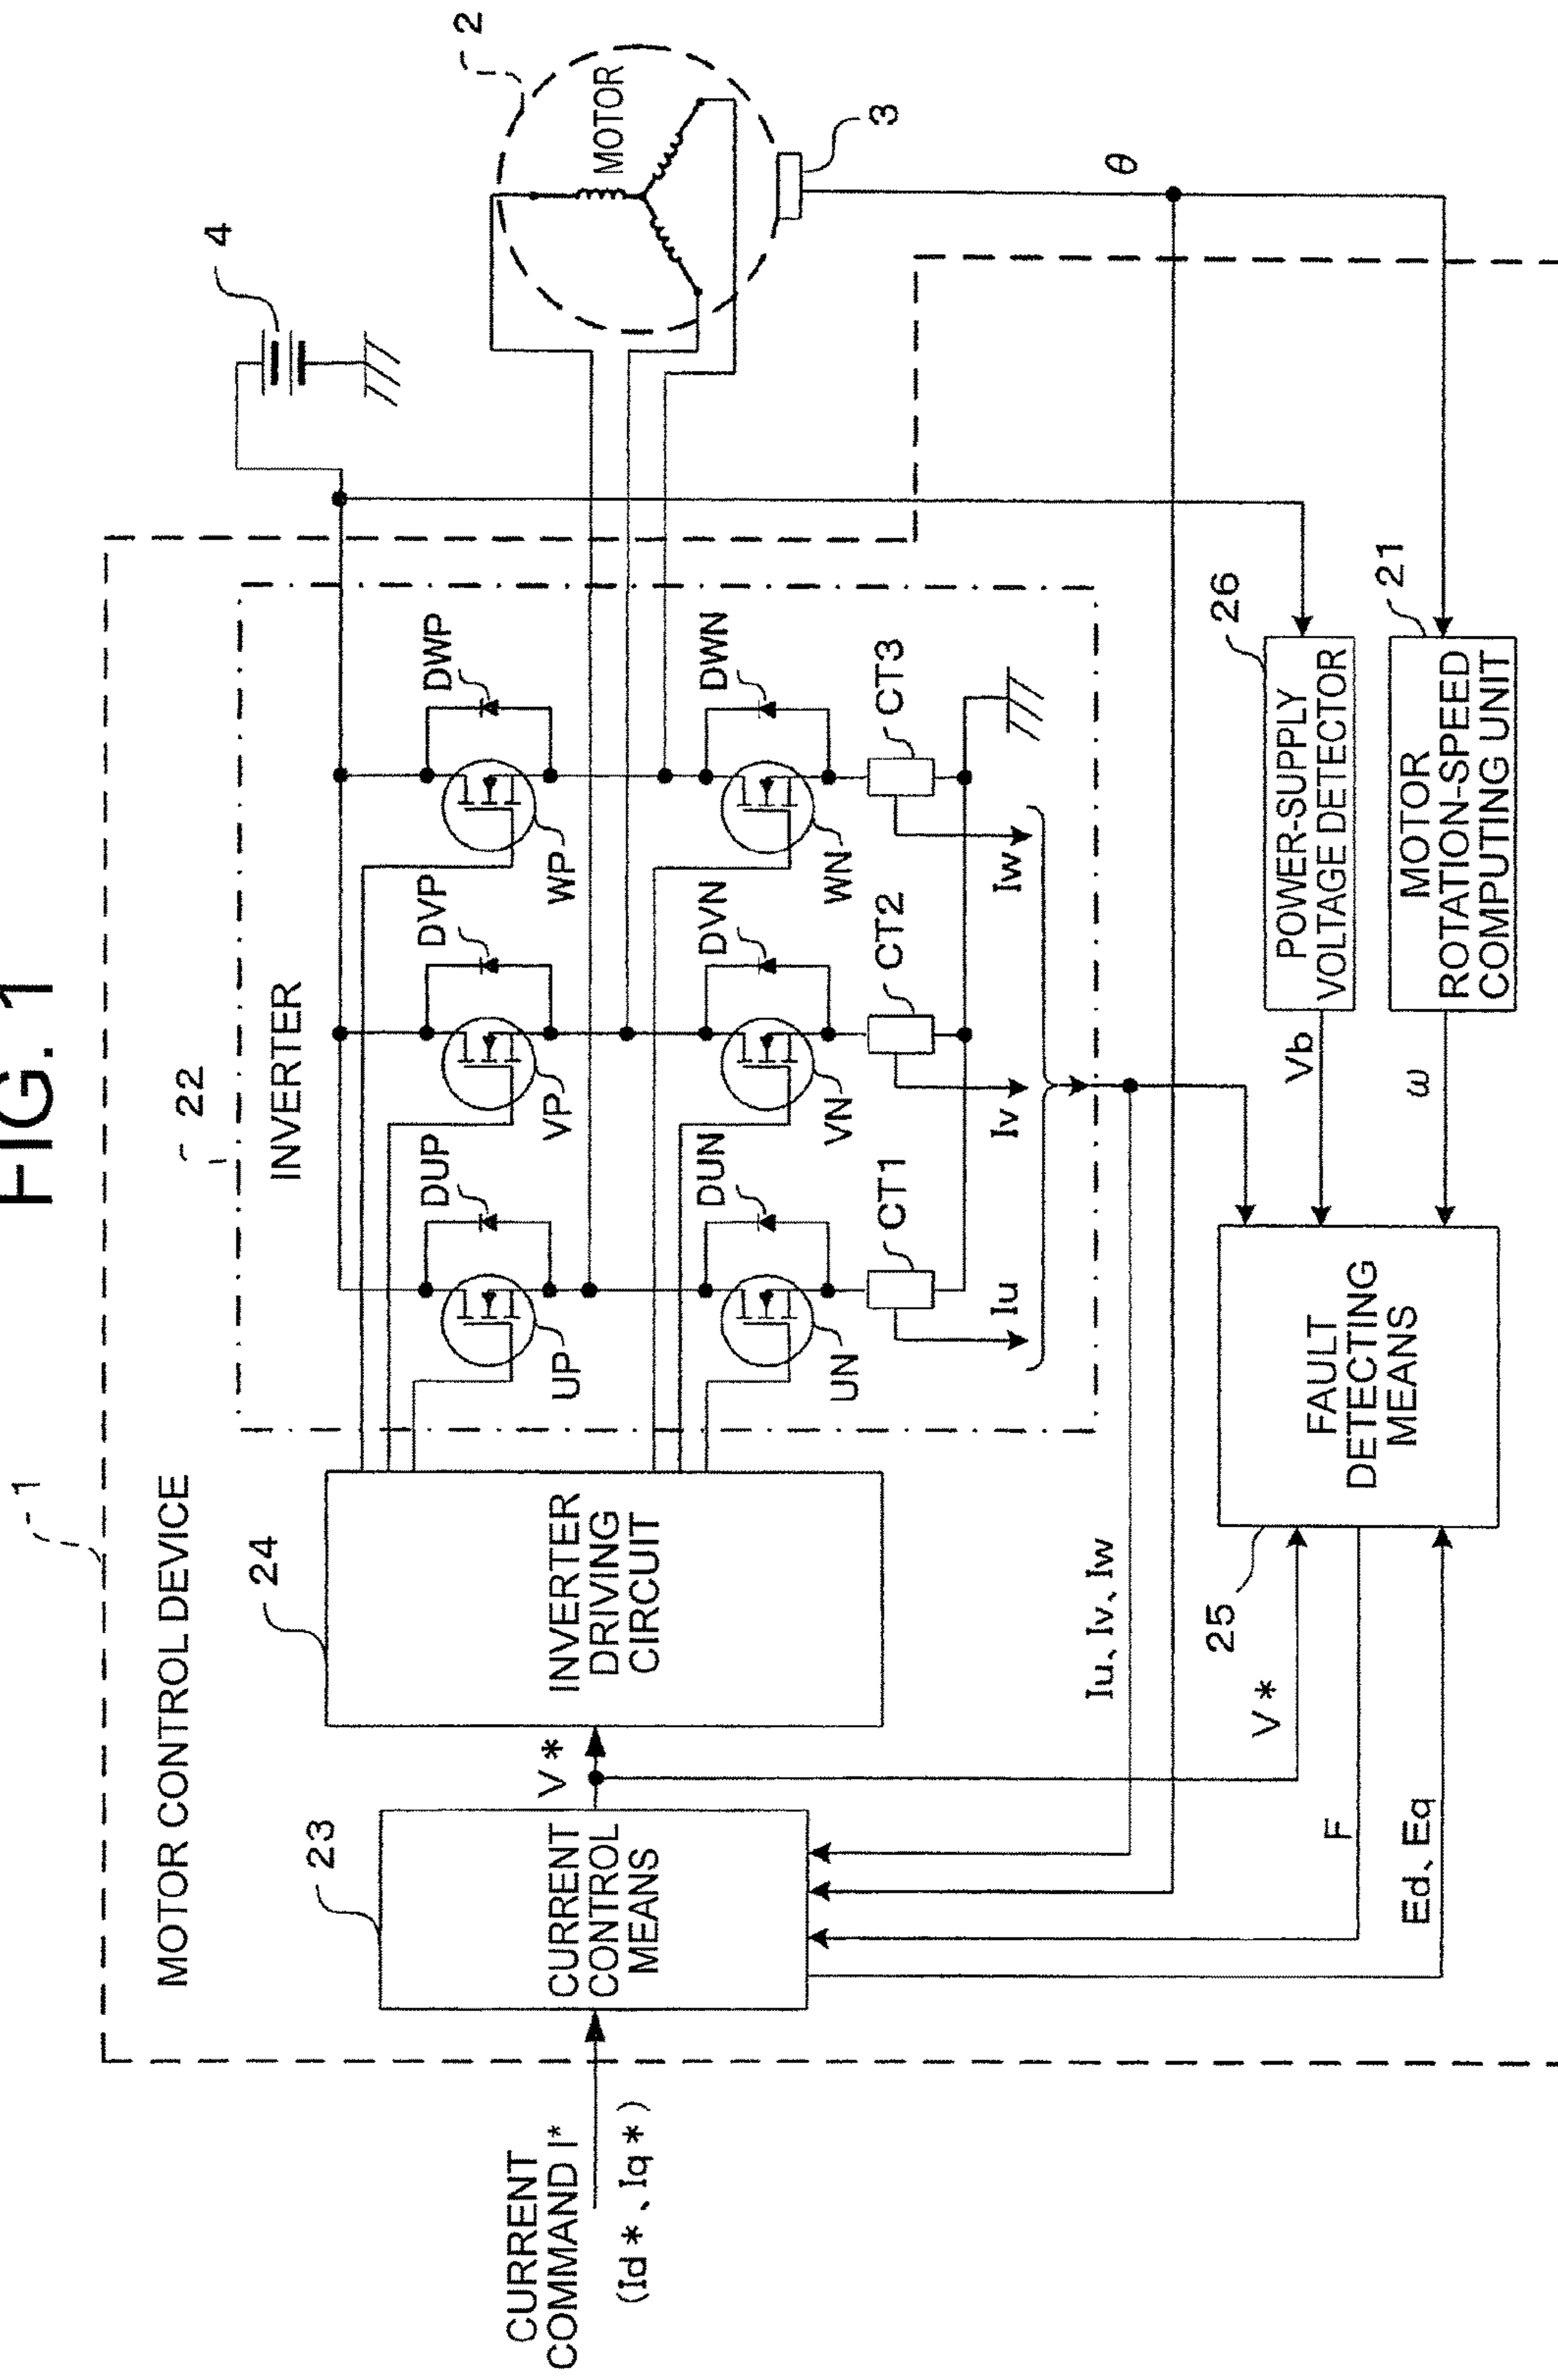 FIG. 1
1
MOTOR CONTROL DEVICE
22
INVERTER
4
2
MOTOR
3
θ
24
INVERTER
DRIVING
CIRCUIT
23
CURRENT
CONTROL
MEANS
V*
CURRENT
COMMAND I*
(Id*、Iq*)
DUP
DVP
DWP
UP
VP
WP
DUN
DVN
DWN
UN
VN
WN
CT1
CT2
CT3
Iu
Iv
Iw
Iu、Iv、Iw
26
POWER-SUPPLY
VOLTAGE DETECTOR
Vb
21
MOTOR
ROTATION-SPEED
COMPUTING UNIT
ω
25
FAULT
DETECTING
MEANS
V*
F
Ed、Eq